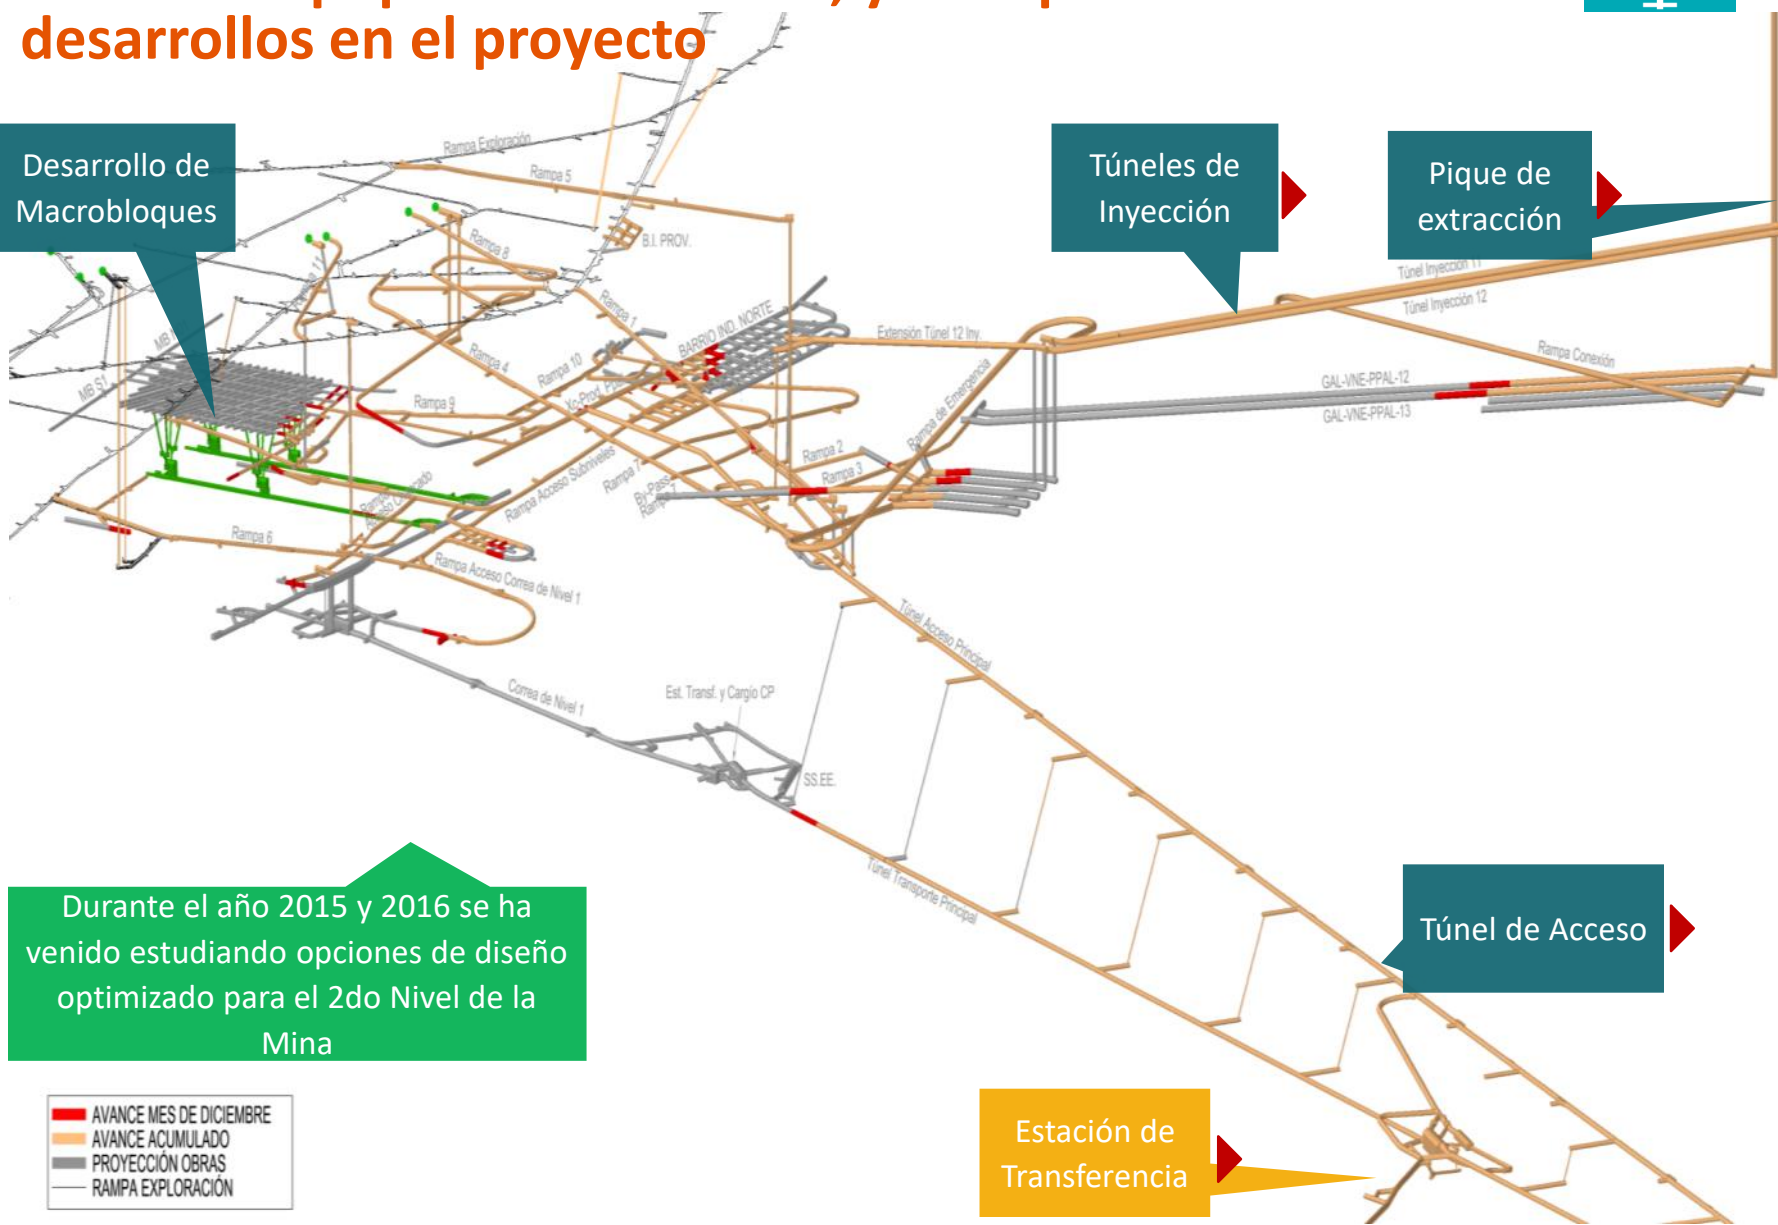 desarrollos en el proyecto
Desarrollo de
Macrobloques
Túneles de
Inyección
Pique de
extracción
Rampa Exploración
Rampa 5
B.I. PROV.
Rampa 8
Rampa 1
Rampa 4
BARRIO IND. NORTE
Rampa 10
Rampa 9
Extensión Túnel 12 Iny.
Túnel Inyección 11
Túnel Inyección 12
Rampa Conexión
GAL-VNE-PPAL-12
GAL-VNE-PPAL-13
MB S1
Rampa de Emergencia
Rampa 2
Rampa 3
Rampa 7
By-Pass
Rampa Acceso Subniveles
Rampa 6
Rampa Acceso Correa de Nivel 1
Túnel Acceso Principal
Correa de Nivel 1
Est. Transf. y Cargío CP
SS.EE.
Túnel Transporte Principal
Durante el año 2015 y 2016 se ha
venido estudiando opciones de diseño
optimizado para el 2do Nivel de la
Mina
Túnel de Acceso
Estación de
Transferencia
AVANCE MES DE DICIEMBRE
AVANCE ACUMULADO
PROYECCIÓN OBRAS
RAMPA EXPLORACIÓN